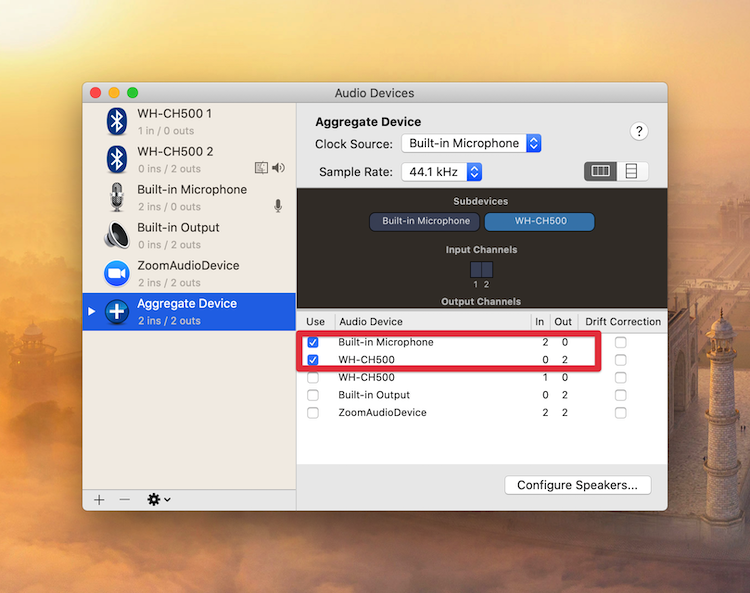 Audio Devices
WH-CH500 1
1 in / 0 outs
WH-CH500 2
0 ins / 2 outs
Built-in Microphone
2 ins / 0 outs
Built-in Output
0 ins / 2 outs
ZoomAudioDevice
2 ins / 2 outs
Aggregate Device
2 ins / 2 outs
Aggregate Device
?
Clock Source: Built-in Microphone
Sample Rate: 44.1 kHz
Subdevices
Built-in Microphone WH-CH500
Input Channels
1 2
Output Channels
Use Audio Device In Out Drift Correction
Built-in Microphone 2 0
WH-CH500 0 2
WH-CH500 1 0
Built-in Output 0 2
ZoomAudioDevice 2 2
Configure Speakers...